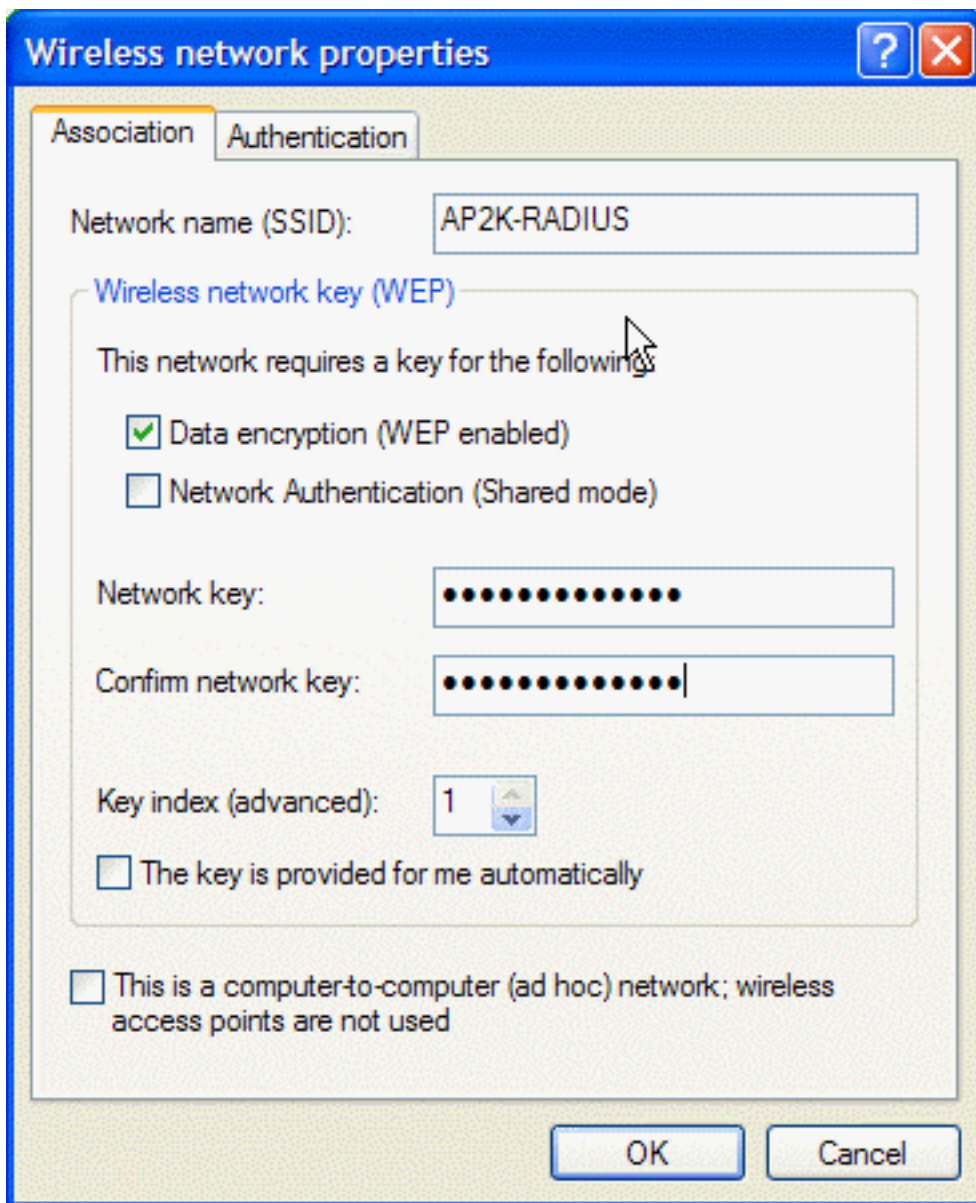 Wireless network properties
Association
Authentication
Network name (SSID):
AP2K-RADIUS
Wireless network key (WEP)
This network requires a key for the following:
Data encryption (WEP enabled)
Network Authentication (Shared mode)
Network key:
●●●●●●●●●●●●●
Confirm network key:
●●●●●●●●●●●●●
Key index (advanced):
1
The key is provided for me automatically
This is a computer-to-computer (ad hoc) network; wireless
access points are not used
OK
Cancel